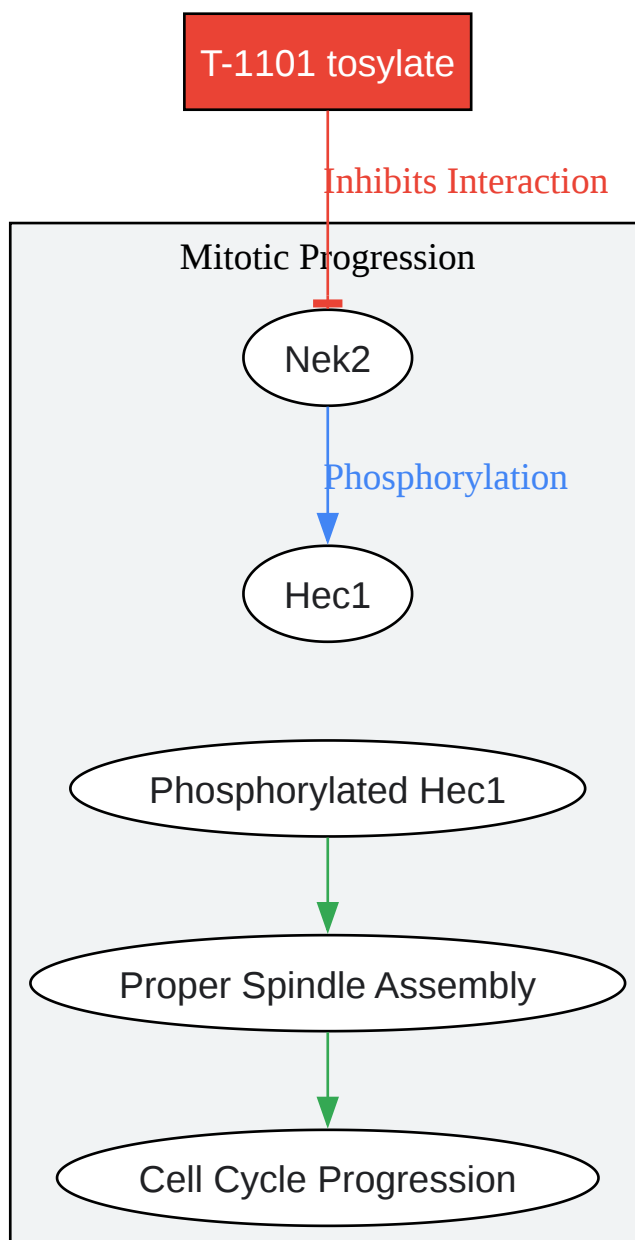 T-1101 tosylate
Inhibits Interaction
Mitotic Progression
Nek2
Phosphorylation
Hec1
Phosphorylated Hec1
Proper Spindle Assembly
Cell Cycle Progression